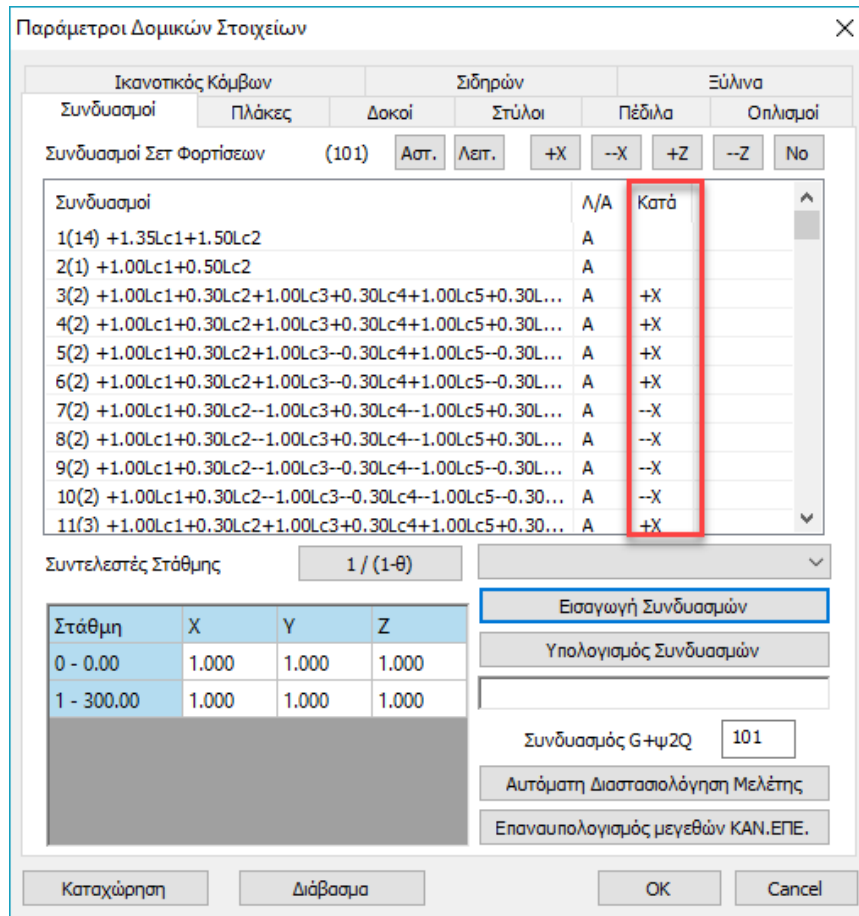 Παράμετροι Δομικών Στοιχείων
Ικανοτικός Κόμβων Σιδηρών Ξύλινα
Συνδυασμοί Πλάκες Δοκοί Στύλοι Πέδιλα Οπλισμοί
Συνδυασμοί Σετ Φορτίσεων (101) Αστ. Λειτ. +X --X +Z --Z No
Συνδυασμοί Λ/Α Κατά
1(14) +1.35Lc1+1.50Lc2 A
2(1) +1.00Lc1+0.50Lc2 A
3(2) +1.00Lc1+0.30Lc2+1.00Lc3+0.30Lc4+1.00Lc5+0.30L... A +X
4(2) +1.00Lc1+0.30Lc2+1.00Lc3+0.30Lc4+1.00Lc5+0.30L... A +X
5(2) +1.00Lc1+0.30Lc2+1.00Lc3--0.30Lc4+1.00Lc5--0.30L... A +X
6(2) +1.00Lc1+0.30Lc2+1.00Lc3--0.30Lc4+1.00Lc5--0.30L... A +X
7(2) +1.00Lc1+0.30Lc2--1.00Lc3+0.30Lc4--1.00Lc5+0.30L... A --X
8(2) +1.00Lc1+0.30Lc2--1.00Lc3+0.30Lc4--1.00Lc5+0.30L... A --X
9(2) +1.00Lc1+0.30Lc2--1.00Lc3--0.30Lc4--1.00Lc5--0.30L... A --X
10(2) +1.00Lc1+0.30Lc2--1.00Lc3--0.30Lc4--1.00Lc5--0.30... A --X
11(3) +1.00Lc1+0.30Lc2+1.00Lc3+0.30Lc4+1.00Lc5+0.30... A +X
Συντελεστές Στάθμης 1 / (1-θ)
Εισαγωγή Συνδυασμών
Στάθμη X Y Z
0 - 0.00 1.000 1.000 1.000
1 - 300.00 1.000 1.000 1.000
Υπολογισμός Συνδυασμών
Συνδυασμός G+ψ2Q 101
Αυτόματη Διαστασιολόγηση Μελέτης
Επαναυπολογισμός μεγεθών ΚΑΝ.ΕΠΕ.
Καταχώρηση Διάβασμα OK Cancel